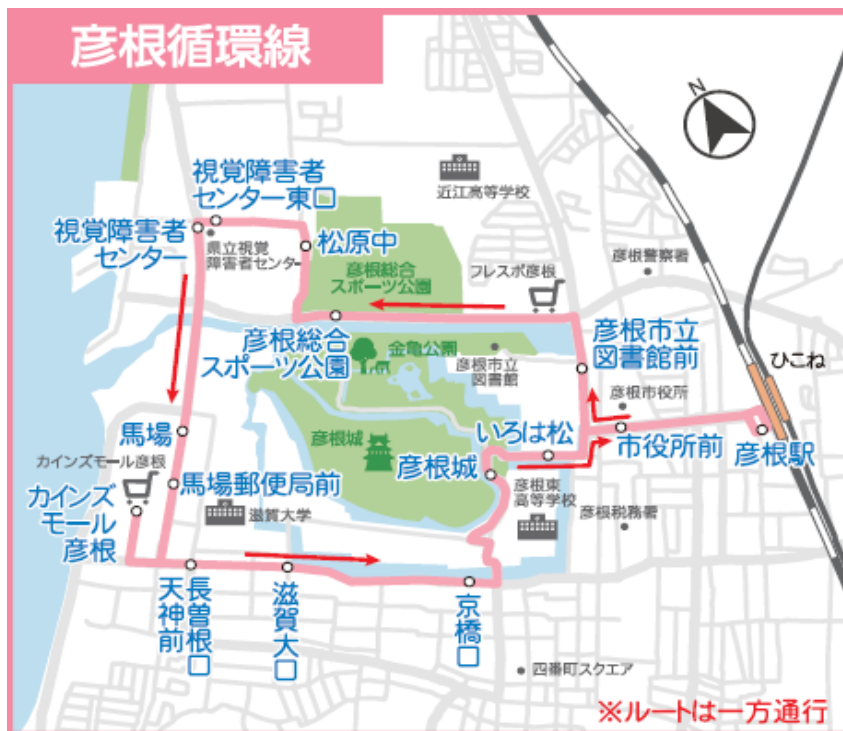 彦根循環線
N
近江高等学校
視覚障害者
センター東口
視覚障害者
センター
県立視覚
障害者センター
松原中
彦根総合
スポーツ公園
フレスポ彦根
彦根警察署
彦根総合
スポーツ公園
金亀公園
彦根市立
図書館
彦根市立
図書館前
ひこね
彦根市役所
市役所前
彦根駅
いろは松
彦根城
彦根城
彦根東
高等学校
彦根税務署
馬場
カインズモール彦根
カインズ
モール
彦根
馬場郵便局前
滋賀大学
長曽根口
天神前
滋賀大口
京橋口
四番町スクエア
※ルートは一方通行